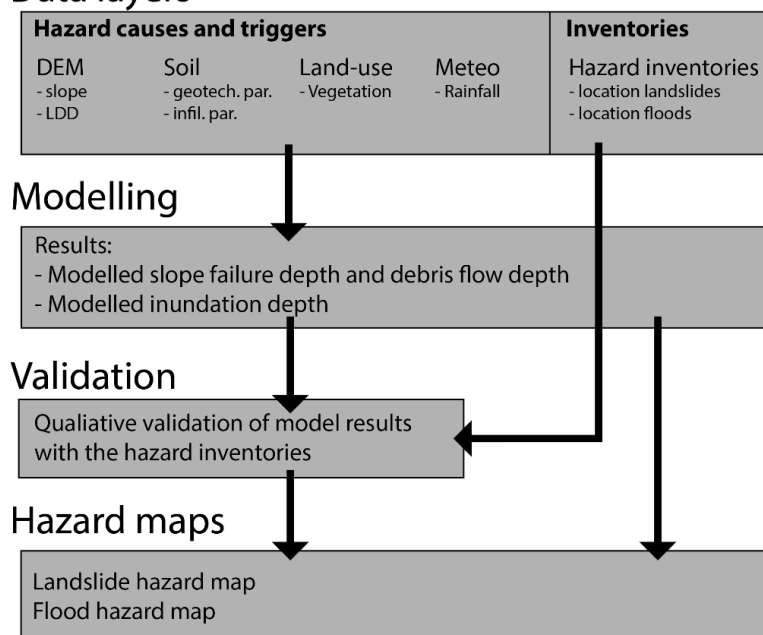 Data layers
Hazard causes and triggers
Inventories
DEM
- slope
- LDD
Soil
- geotech. par.
- infil. par.
Land-use
- Vegetation
Meteo
- Rainfall
Hazard inventories
- location landslides
- location floods
Modelling
Results:
- Modelled slope failure depth and debris flow depth
- Modelled inundation depth
Validation
Qualiative validation of model results
with the hazard inventories
Hazard maps
Landslide hazard map
Flood hazard map